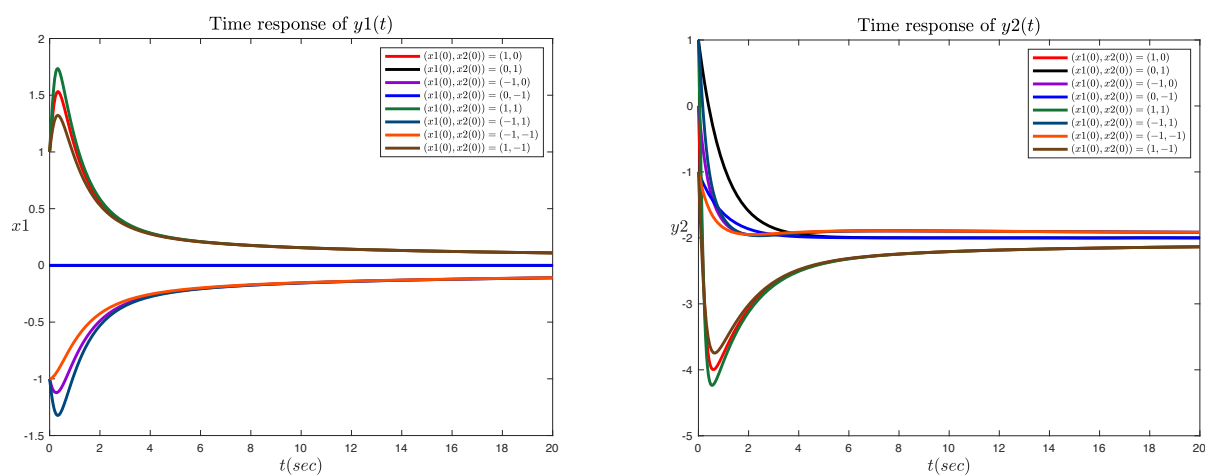 Time response of y1(t)
2
1.5
1
0.5
0
-0.5
-1
-1.5
x1
0 2 4 6 8 10 12 14 16 18 20
t(sec)
(x1(0), x2(0)) = (1, 0)
(x1(0), x2(0)) = (0, 1)
(x1(0), x2(0)) = (−1, 0)
(x1(0), x2(0)) = (0, −1)
(x1(0), x2(0)) = (1, 1)
(x1(0), x2(0)) = (−1, 1)
(x1(0), x2(0)) = (−1, −1)
(x1(0), x2(0)) = (1, −1)
Time response of y2(t)
1
0
-1
-2
-3
-4
-5
y2
0 2 4 6 8 10 12 14 16 18 20
t(sec)
(x1(0), x2(0)) = (1, 0)
(x1(0), x2(0)) = (0, 1)
(x1(0), x2(0)) = (−1, 0)
(x1(0), x2(0)) = (0, −1)
(x1(0), x2(0)) = (1, 1)
(x1(0), x2(0)) = (−1, 1)
(x1(0), x2(0)) = (−1, −1)
(x1(0), x2(0)) = (1, −1)